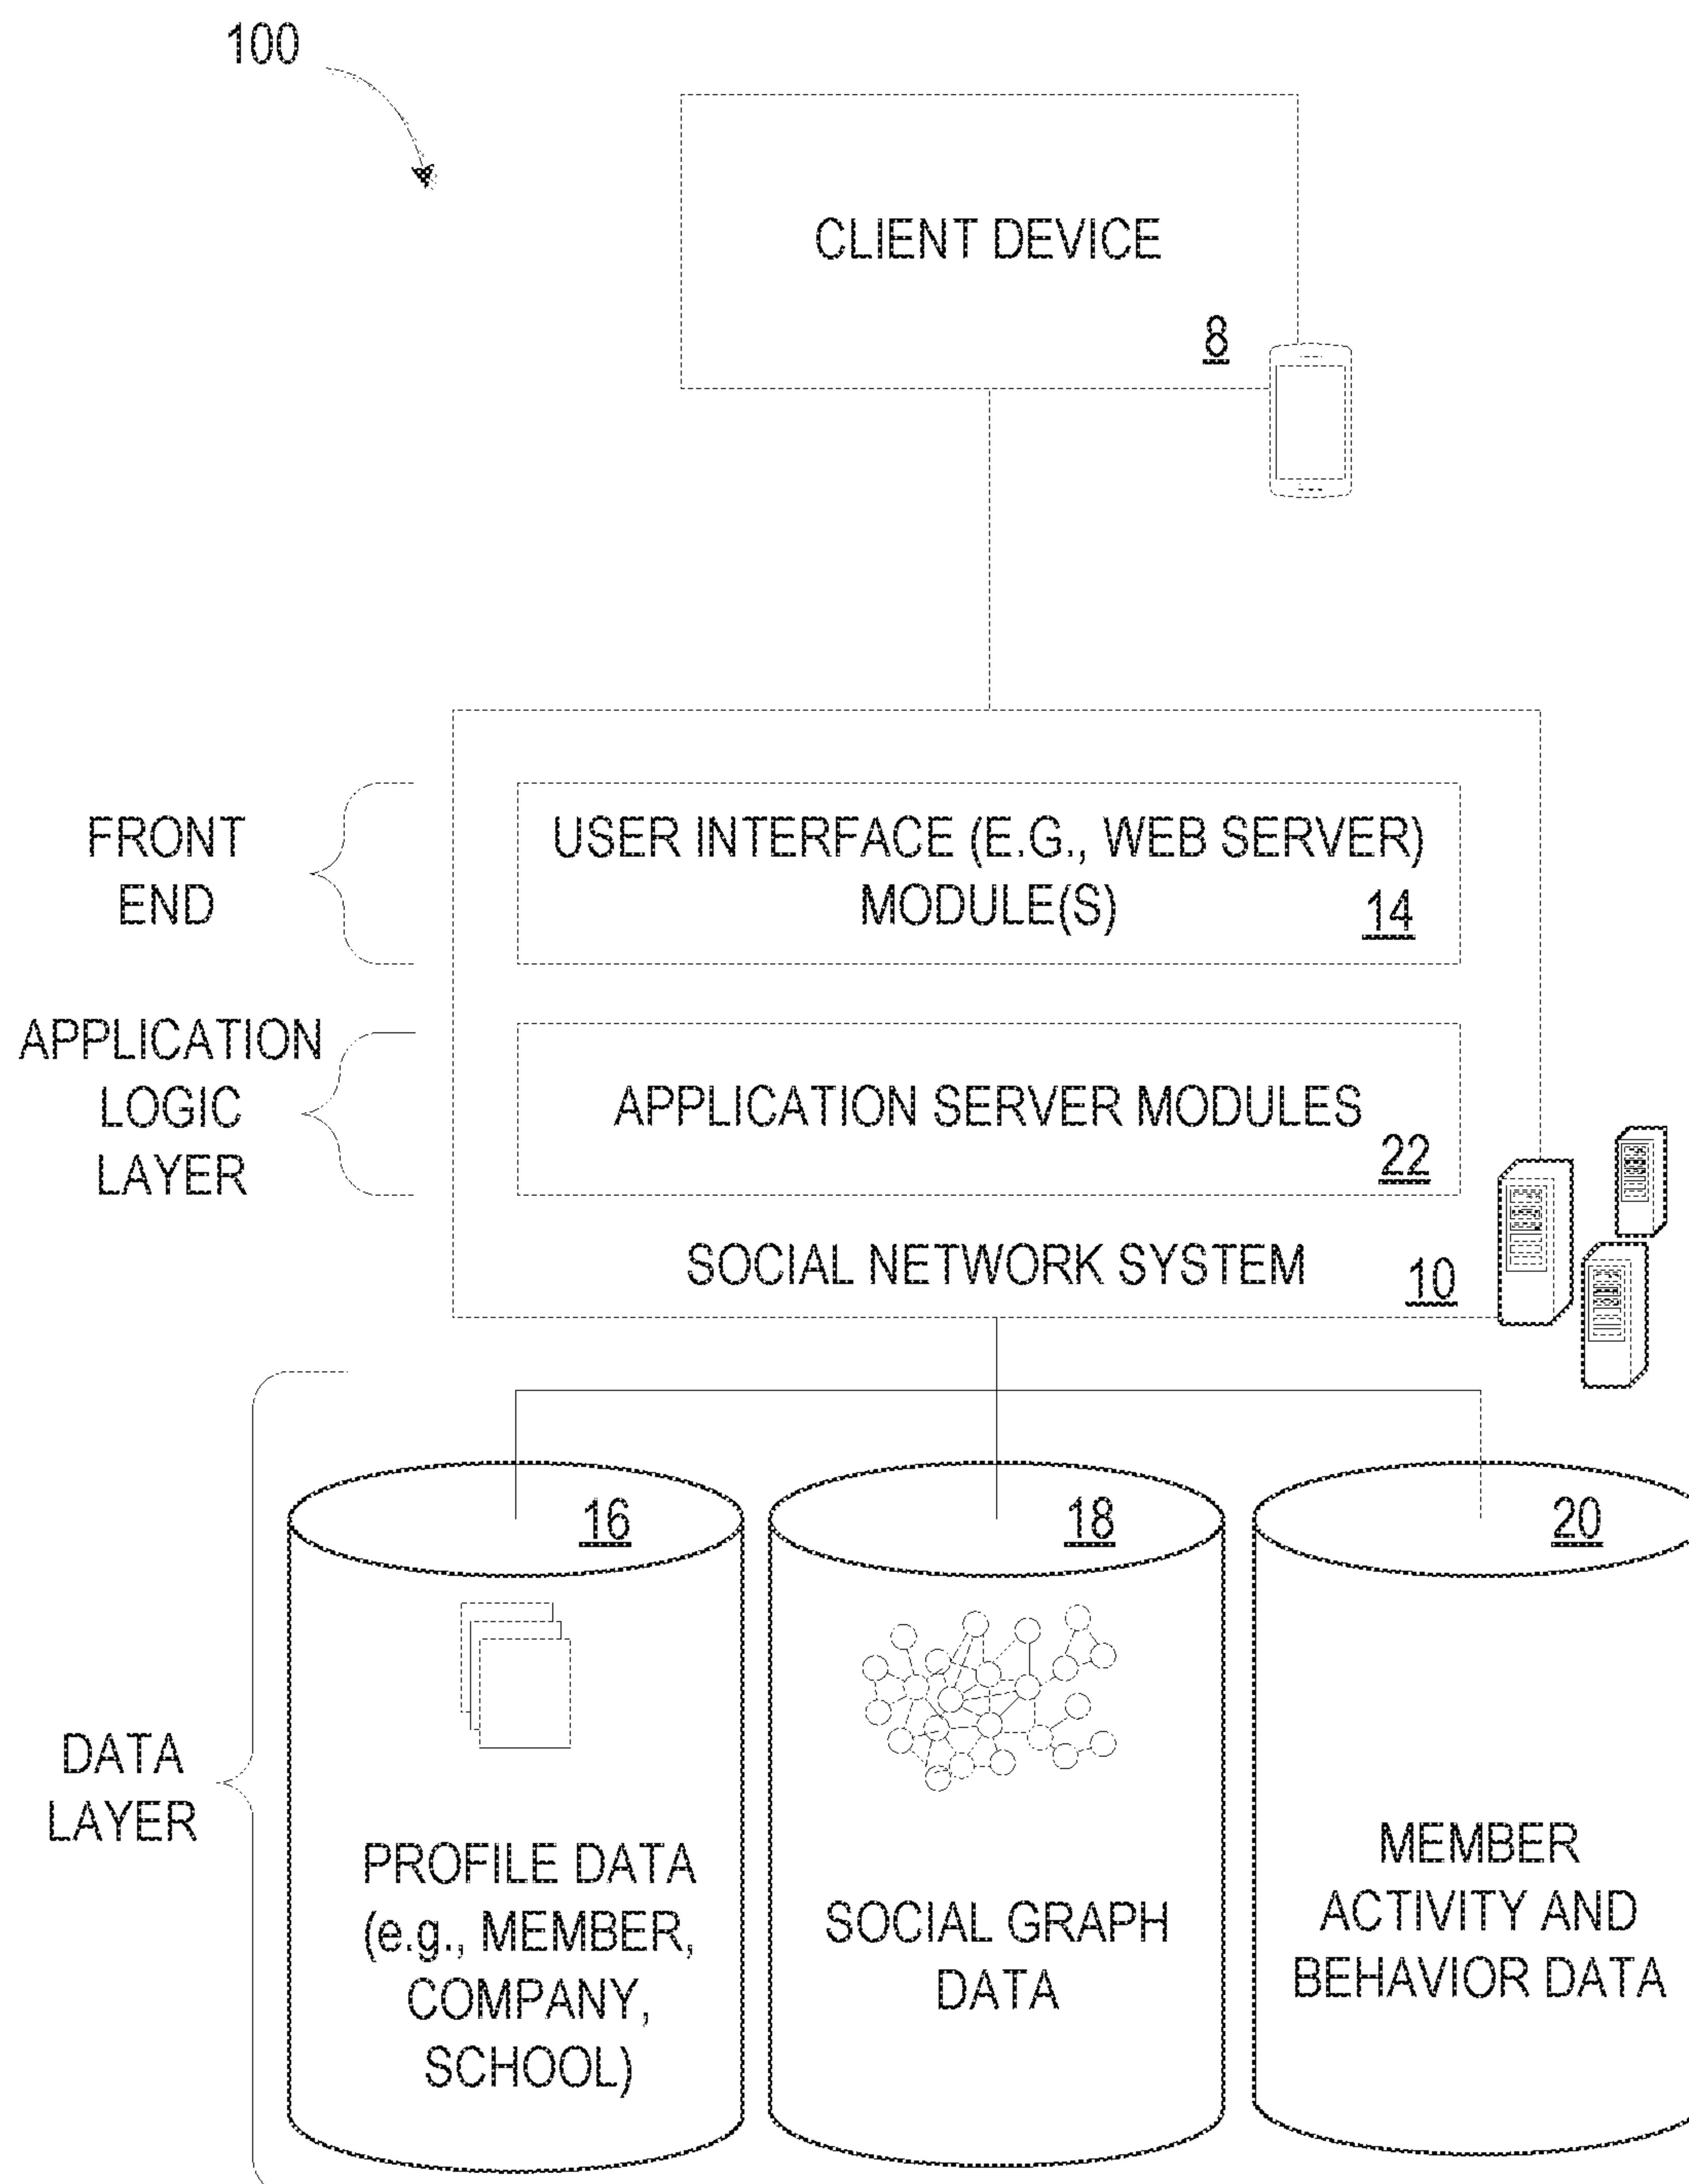 100
CLIENT DEVICE
8
FRONT
END
USER INTERFACE (E.G., WEB SERVER)
MODULE(S)
14
APPLICATION
LOGIC
LAYER
APPLICATION SERVER MODULES
22
SOCIAL NETWORK SYSTEM
10
DATA
LAYER
16
PROFILE DATA
(e.g., MEMBER,
COMPANY,
SCHOOL)
18
SOCIAL GRAPH
DATA
20
MEMBER
ACTIVITY AND
BEHAVIOR DATA